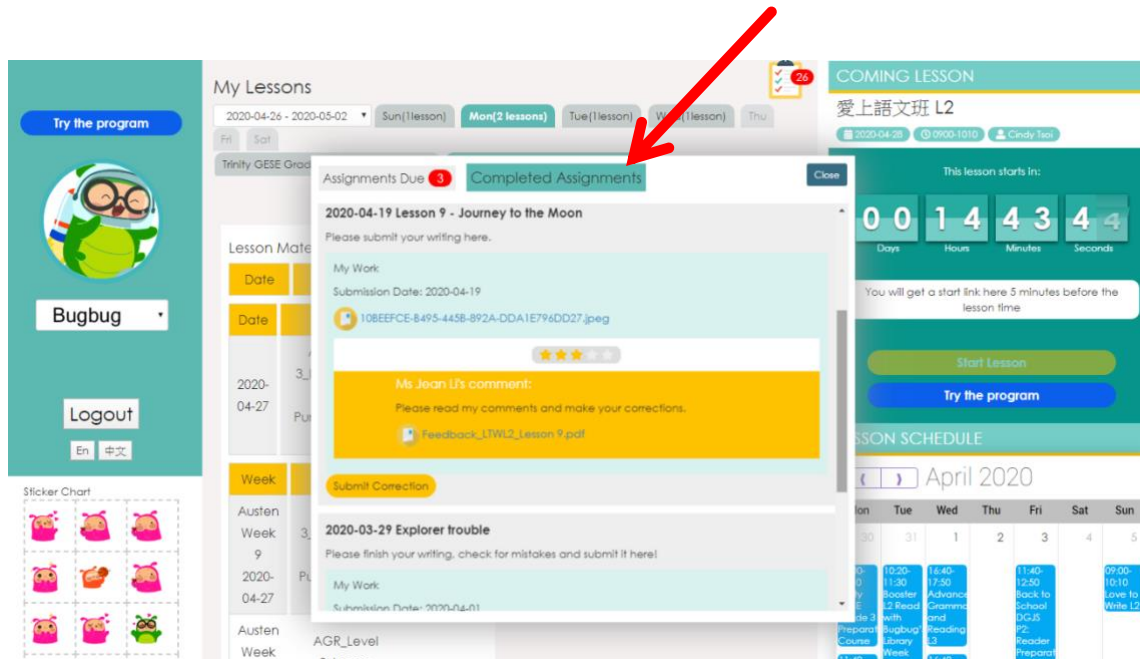 My Lessons
26
Try the program
2020-04-26 - 2020-05-02
Sun(1lesson)
Mon(2 lessons)
Tue(1lesson)
Thu
Fri
Sat
Trinity GESE Grad
Bugbug
Logout
En
中文
Sticker Chart
Lesson Mate
Date
Date
2020-
04-27
Week
Austen
Week
9
2020-
04-27
Austen
Week
AGR_Level
Assignments Due 3
Completed Assignments
Close
2020-04-19 Lesson 9 - Journey to the Moon
Please submit your writing here.
My Work
Submission Date: 2020-04-19
10BEEFCE-B495-445B-892A-DDA1E796DD27.jpeg
Ms Jean Li's comment:
Please read my comments and make your corrections.
Feedback_LTWL2_Lesson 9.pdf
Submit Correction
2020-03-29 Explorer trouble
Please finish your writing, check for mistakes and submit it here!
My Work
Submission Date: 2020-04-01
COMING LESSON
愛上語文班 L2
2020-04-28
0900-1010
Cindy Tsoi
This lesson starts in:
0 0
1 4
4 3
4 4
Days
Hours
Minutes
Seconds
You will get a start link here 5 minutes before the
lesson time
Start Lesson
Try the program
SSON SCHEDULE
April 2020
Tue
Wed
Thu
Fri
Sat
Sun
30
31
1
2
3
4
5
10:20-
11:30
Booster
L2 Read
with
Bugbug'
Library
Week
16:40-
17:50
Advance
Gramma
and
Reading
L3
11:40-
12:50
Back to
School
DGJS
P2:
Reader
Preparat
09:00-
10:10
Love to
Write L2